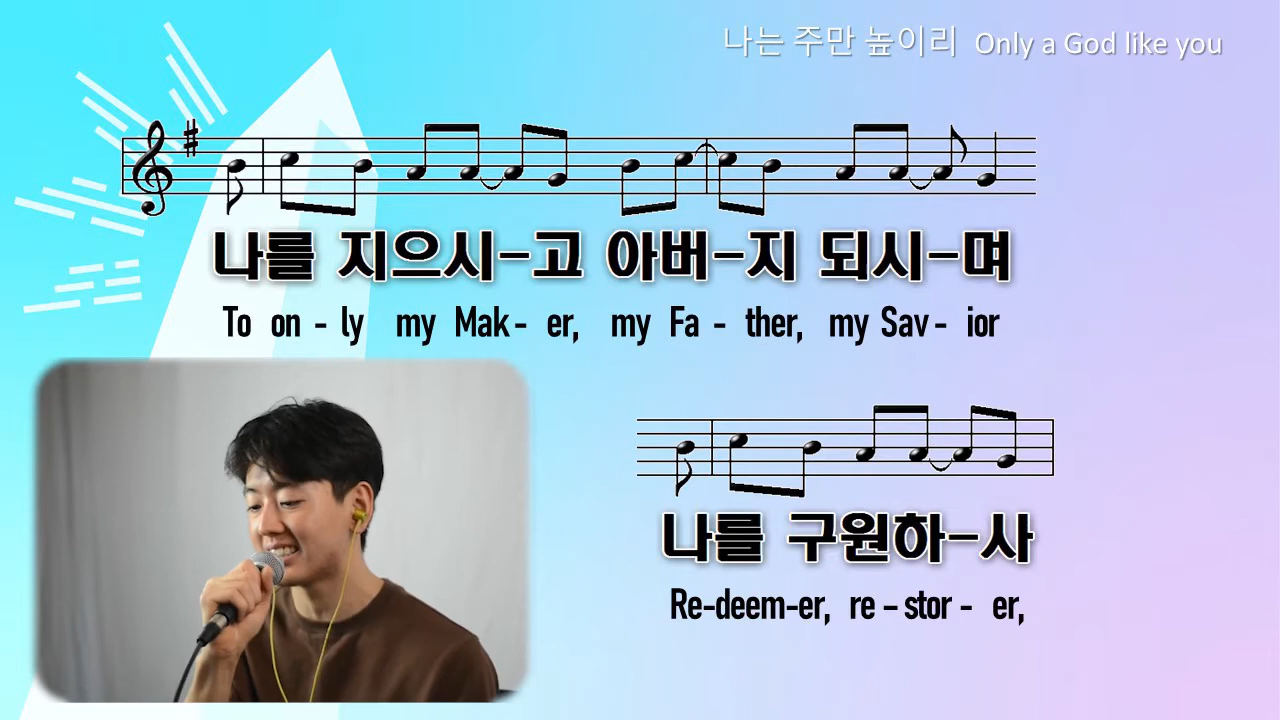 나는 주만 높이리 Only a God like you
나를 지으시-고 아버-지 되시-며
To on - ly my Mak - er, my Fa - ther, my Sav - ior
나를 구원하-사
Re-deem-er, re - stor - er,